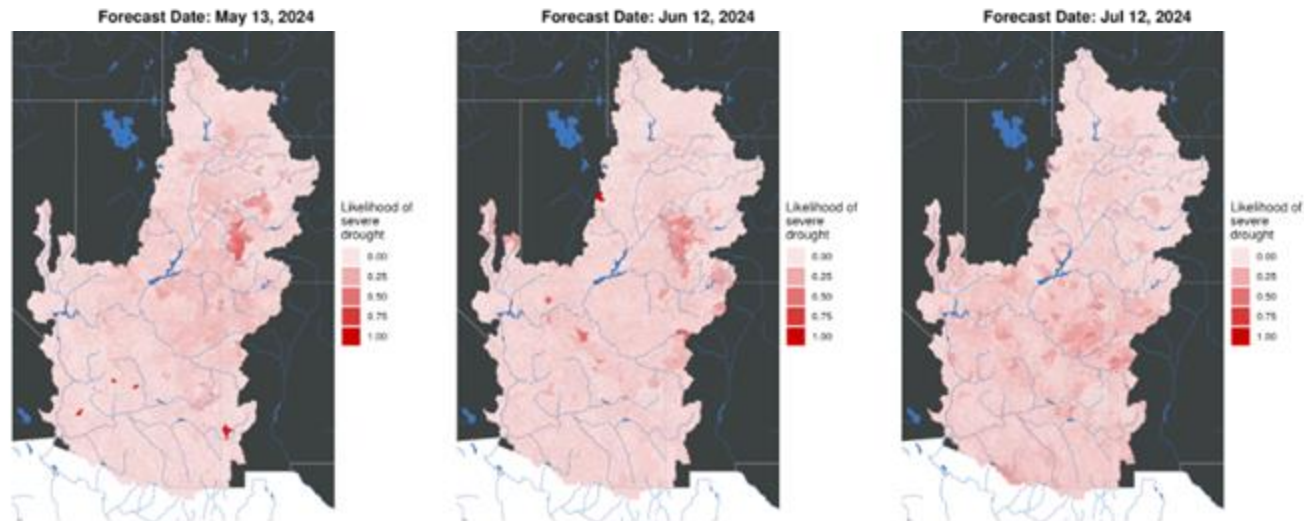 Forecast Date: May 13, 2024
Likelihood of
severe
drought
0.00
0.25
0.50
0.75
1.00
Forecast Date: Jun 12, 2024
Likelihood of
severe
drought
0.00
0.25
0.50
0.75
1.00
Forecast Date: Jul 12, 2024
Likelihood of
severe
drought
0.00
0.25
0.50
0.75
1.00